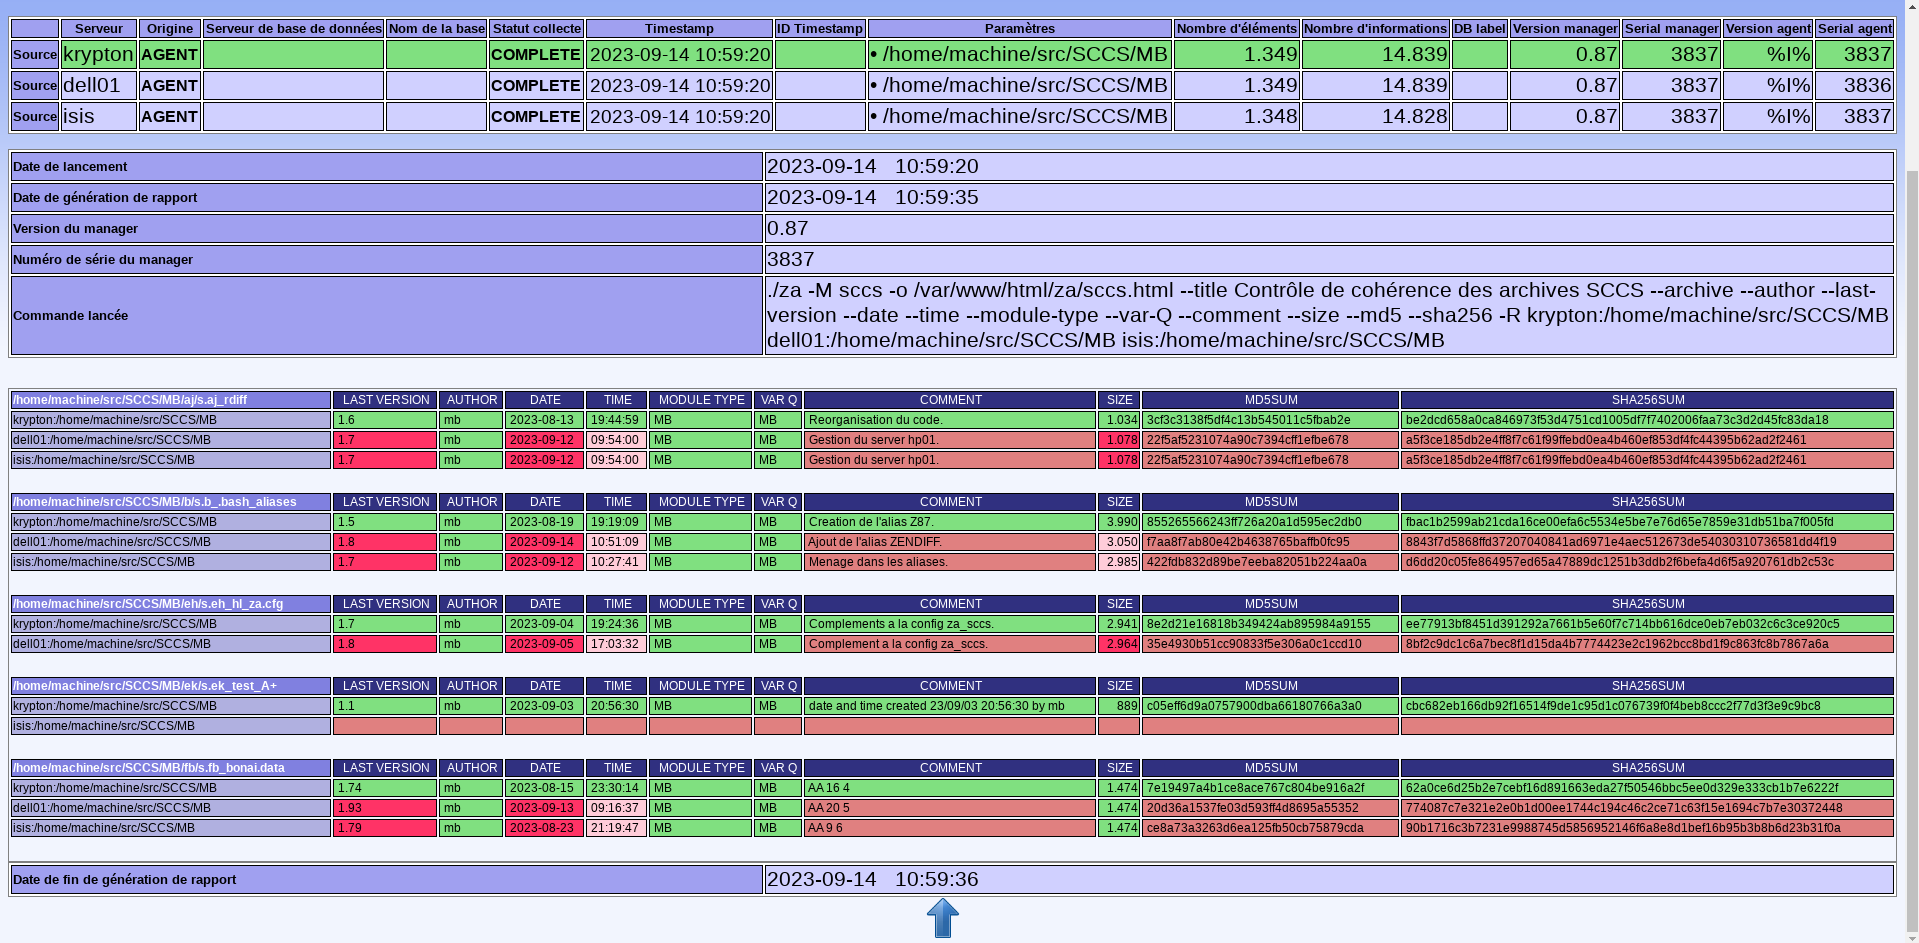 Serveur Origine Serveur de base de données Nom de la base Statut collecte Timestamp ID Timestamp Paramètres Nombre d'éléments Nombre d'informations DB label Version manager Serial manager Version agent Serial agent
Source krypton AGENT COMPLETE 2023-09-14 10:59:20 • /home/machine/src/SCCS/MB 1.349 14.839 0.87 3837 %I% 3837
Source dell01 AGENT COMPLETE 2023-09-14 10:59:20 • /home/machine/src/SCCS/MB 1.349 14.839 0.87 3837 %I% 3836
Source isis AGENT COMPLETE 2023-09-14 10:59:20 • /home/machine/src/SCCS/MB 1.348 14.828 0.87 3837 %I% 3837
Date de lancement 2023-09-14 10:59:20
Date de génération de rapport 2023-09-14 10:59:35
Version du manager 0.87
Numéro de série du manager 3837
Commande lancée ./za -M sccs -o /var/www/html/za/sccs.html --title Contrôle de cohérence des archives SCCS --archive --author --last-
version --date --time --module-type --var-Q --comment --size --md5 --sha256 -R krypton:/home/machine/src/SCCS/MB
dell01:/home/machine/src/SCCS/MB isis:/home/machine/src/SCCS/MB
/home/machine/src/SCCS/MB/aj/s.aj_rdiff LAST VERSION AUTHOR DATE TIME MODULE TYPE VAR Q COMMENT SIZE MD5SUM SHA256SUM
krypton:/home/machine/src/SCCS/MB 1.6 mb 2023-08-13 19:44:59 MB MB Reorganisation du code. 1.034 3cf3c3138f5df4c13b545011c5fbab2e be2dcd658a0ca846973f53d4751cd1005df7f7402006faa73c3d2d45fc83da18
dell01:/home/machine/src/SCCS/MB 1.7 mb 2023-09-12 09:54:00 MB MB Gestion du server hp01. 1.078 22f5af5231074a90c7394cff1efbe678 a5f3ce185db2e4ff8f7c61f99ffebd0ea4b460ef853df4fc44395b62ad2f2461
isis:/home/machine/src/SCCS/MB 1.7 mb 2023-09-12 09:54:00 MB MB Gestion du server hp01. 1.078 22f5af5231074a90c7394cff1efbe678 a5f3ce185db2e4ff8f7c61f99ffebd0ea4b460ef853df4fc44395b62ad2f2461
/home/machine/src/SCCS/MB/b/s.b_.bash_aliases LAST VERSION AUTHOR DATE TIME MODULE TYPE VAR Q COMMENT SIZE MD5SUM SHA256SUM
krypton:/home/machine/src/SCCS/MB 1.5 mb 2023-08-19 19:19:09 MB MB Creation de l'alias Z87. 3.990 855265566243ff726a20a1d595ec2db0 fbac1b2599ab21cda16ce00efa6c5534e5be7e76d65e7859e31db51ba7f005fd
dell01:/home/machine/src/SCCS/MB 1.8 mb 2023-09-14 10:51:09 MB MB Ajout de l'alias ZENDIFF. 3.050 f7aa8f7ab80e42b4638765baffb0fc95 8843f7d5868ffd37207040841ad6971e4aec512673de54030310736581dd4f19
isis:/home/machine/src/SCCS/MB 1.7 mb 2023-09-12 10:27:41 MB MB Menage dans les aliases. 2.985 422fdb832d89be7eeba82051b224aa0a d6dd20c05fe864957ed65a47889dc1251b3ddb2f6befa4d6f5a920761db2c53c
/home/machine/src/SCCS/MB/eh/s.eh_hl_za.cfg LAST VERSION AUTHOR DATE TIME MODULE TYPE VAR Q COMMENT SIZE MD5SUM SHA256SUM
krypton:/home/machine/src/SCCS/MB 1.7 mb 2023-09-04 19:24:36 MB MB Complements a la config za_sccs. 2.941 8e2d21e16818b349424ab895984a9155 ee77913bf8451d391292a7661b5e60f7c714bb616dce0eb7eb032c6c3ce920c5
dell01:/home/machine/src/SCCS/MB 1.8 mb 2023-09-05 17:03:32 MB MB Complement a la config za_sccs. 2.964 35e4930b51cc90833f5e306a0c1ccd10 8bf2c9dc1c6a7bec8f1d15da4b7774423e2c1962bcc8bd1f9c863fc8b7867a6a
/home/machine/src/SCCS/MB/ek/s.ek_test_A+ LAST VERSION AUTHOR DATE TIME MODULE TYPE VAR Q COMMENT SIZE MD5SUM SHA256SUM
krypton:/home/machine/src/SCCS/MB 1.1 mb 2023-09-03 20:56:30 MB MB date and time created 23/09/03 20:56:30 by mb 889 c05eff6d9a0757900dba66180766a3a0 cbc682eb166db92f16514f9de1c95d1c076739f0f4beb8ccc2f77d3f3e9c9bc8
isis:/home/machine/src/SCCS/MB
/home/machine/src/SCCS/MB/fb/s.fb_bonai.data LAST VERSION AUTHOR DATE TIME MODULE TYPE VAR Q COMMENT SIZE MD5SUM SHA256SUM
krypton:/home/machine/src/SCCS/MB 1.74 mb 2023-08-15 23:30:14 MB MB AA 16 4 1.474 7e19497a4b1ce8ace767c804be916a2f 62a0ce6d25b2e7cebf16d891663eda27f50546bbc5ee0d329e333cb1b7e6222f
dell01:/home/machine/src/SCCS/MB 1.93 mb 2023-09-13 09:16:37 MB MB AA 20 5 1.474 20d36a1537fe03d593ff4d8695a55352 774087c7e321e2e0b1d00ee1744c194c46c2ce71c63f15e1694c7b7e30372448
isis:/home/machine/src/SCCS/MB 1.79 mb 2023-08-23 21:19:47 MB MB AA 9 6 1.474 ce8a73a3263d6ea125fb50cb75879cda 90b1716c3b7231e9988745d5856952146f6a8e8d1bef16b95b3b8b6d23b31f0a
Date de fin de génération de rapport 2023-09-14 10:59:36